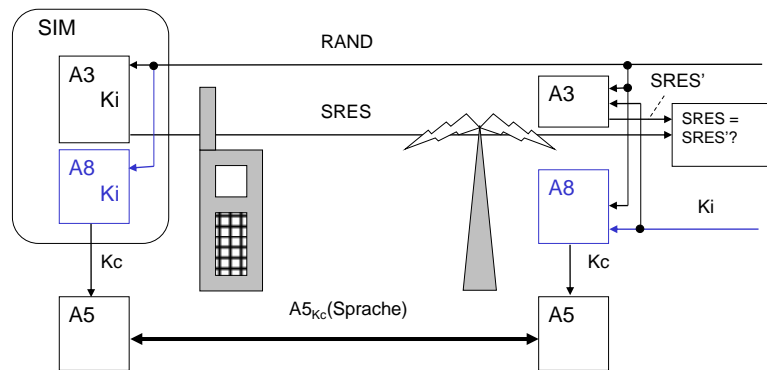 SIM
RAND
A3
Ki
A3
SRES’
SRES
SRES =
SRES’?
A8
Ki
A8
Ki
Kc
Kc
A5Kc(Sprache)
A5
A5